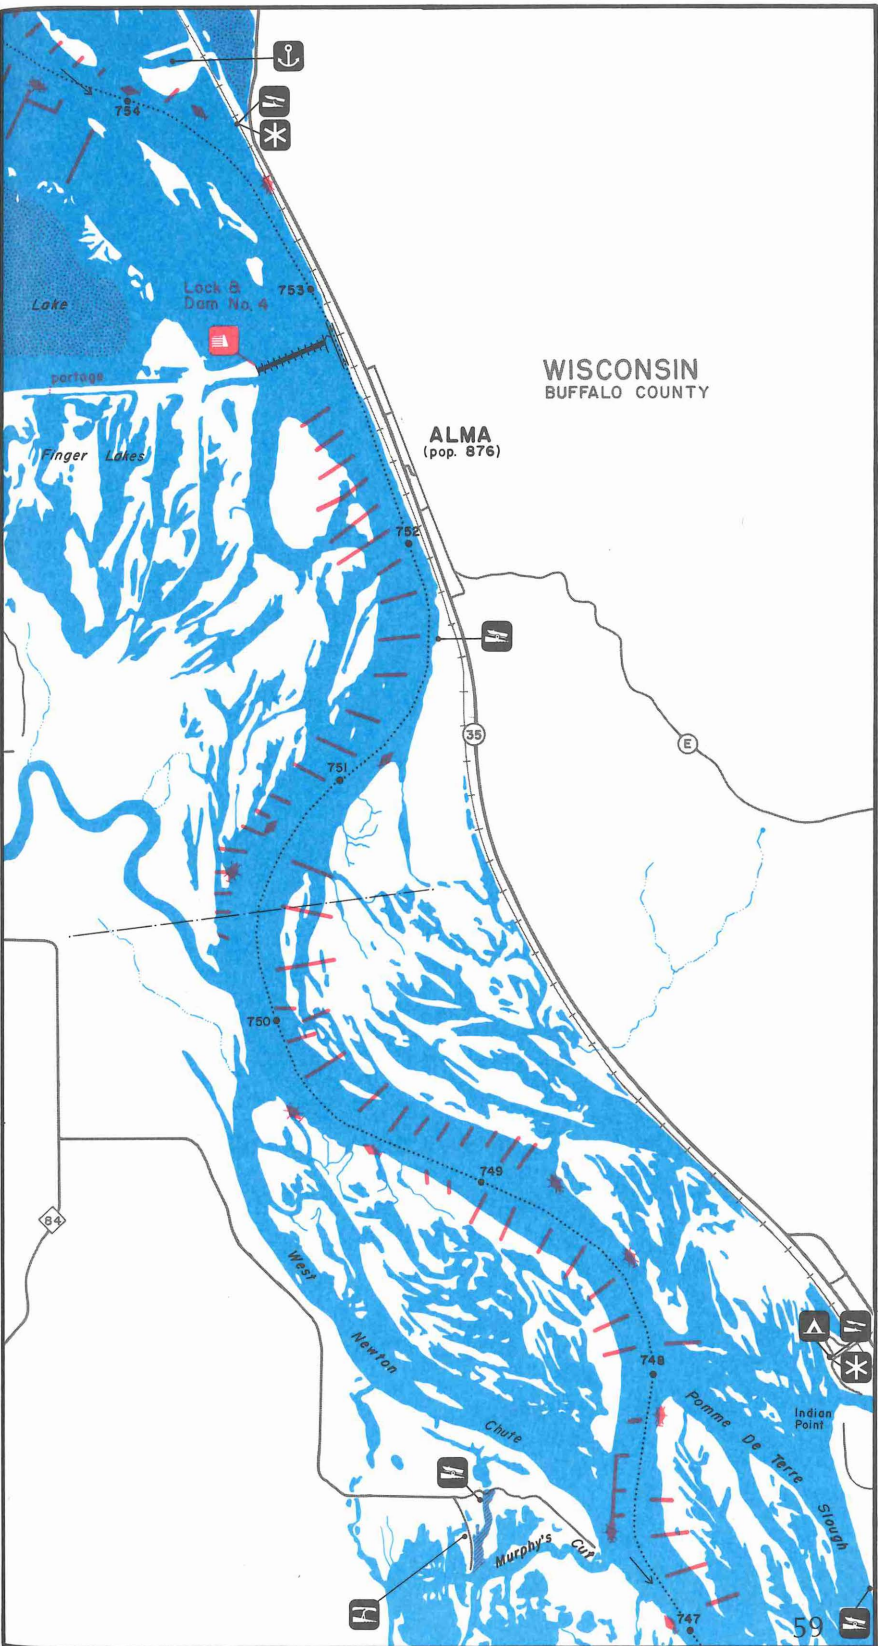 754
753
Lock &
Dam No. 4
Lake
portage
WISCONSIN
BUFFALO COUNTY
ALMA
(pop. 876)
Finger Lakes
752
35
E
751
750
749
84
West
Newton
Chute
748
Pomme De Terre
Slough
Indian
Point
Murphy's Cut
747
59